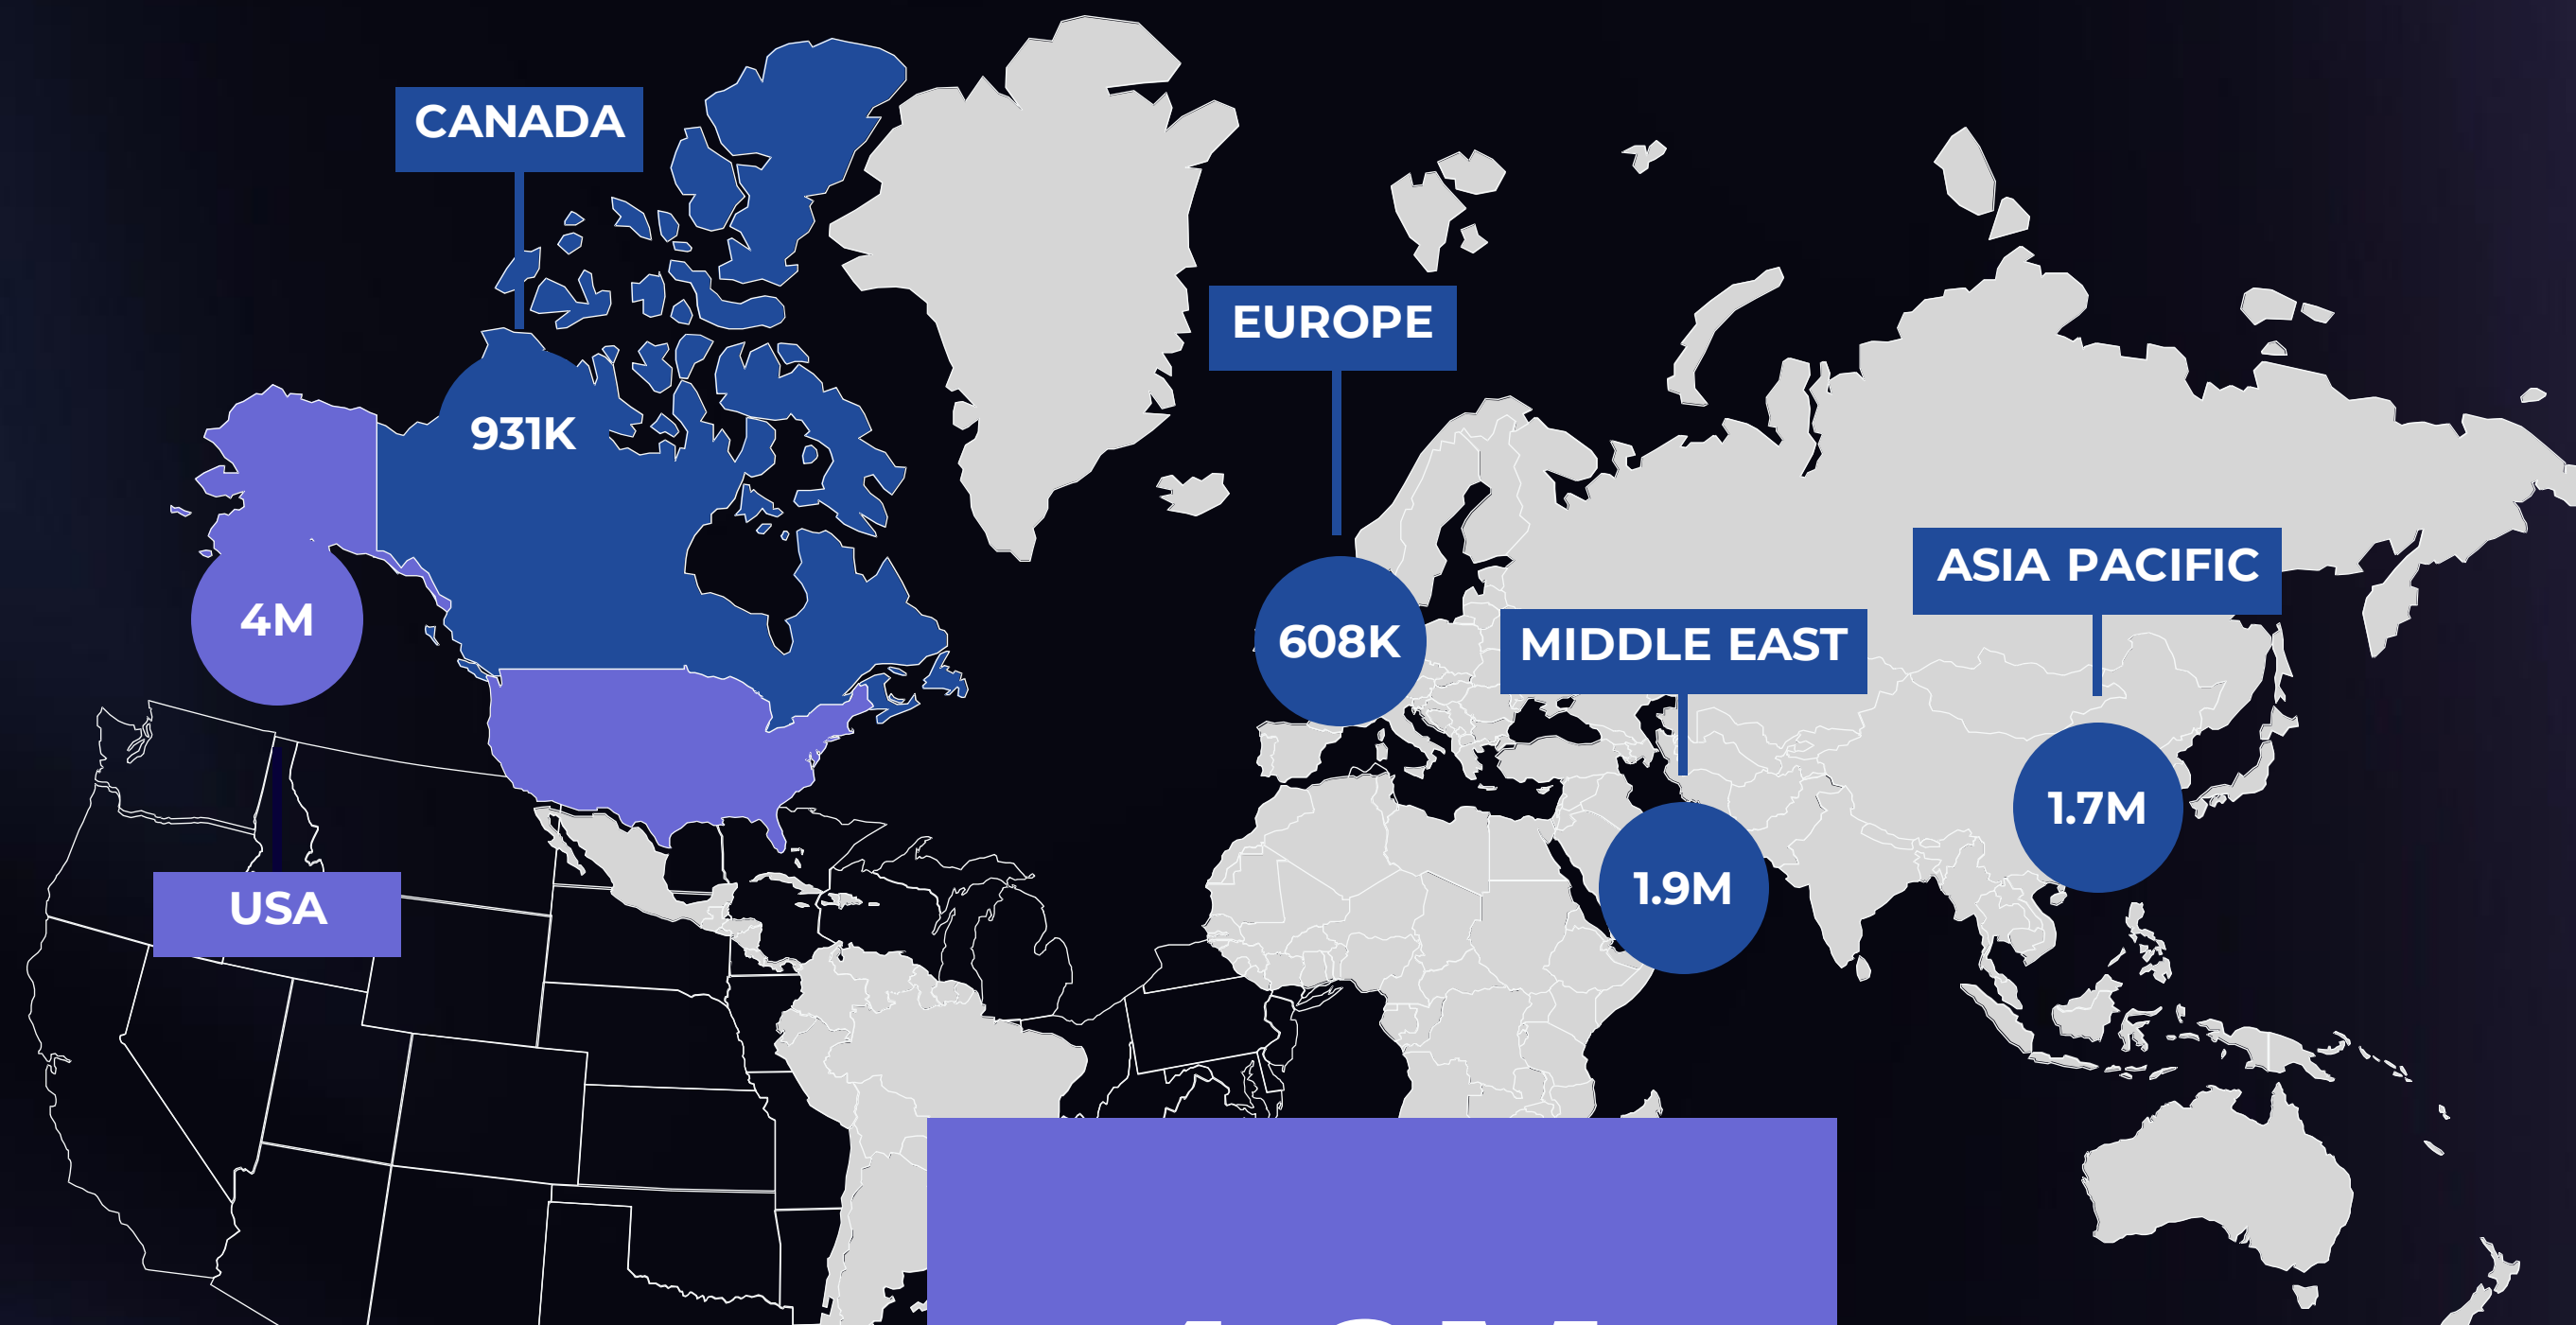 CANADA
931K
EUROPE
608K
ASIA PACIFIC
1.7M
MIDDLE EAST
1.9M
4M
USA